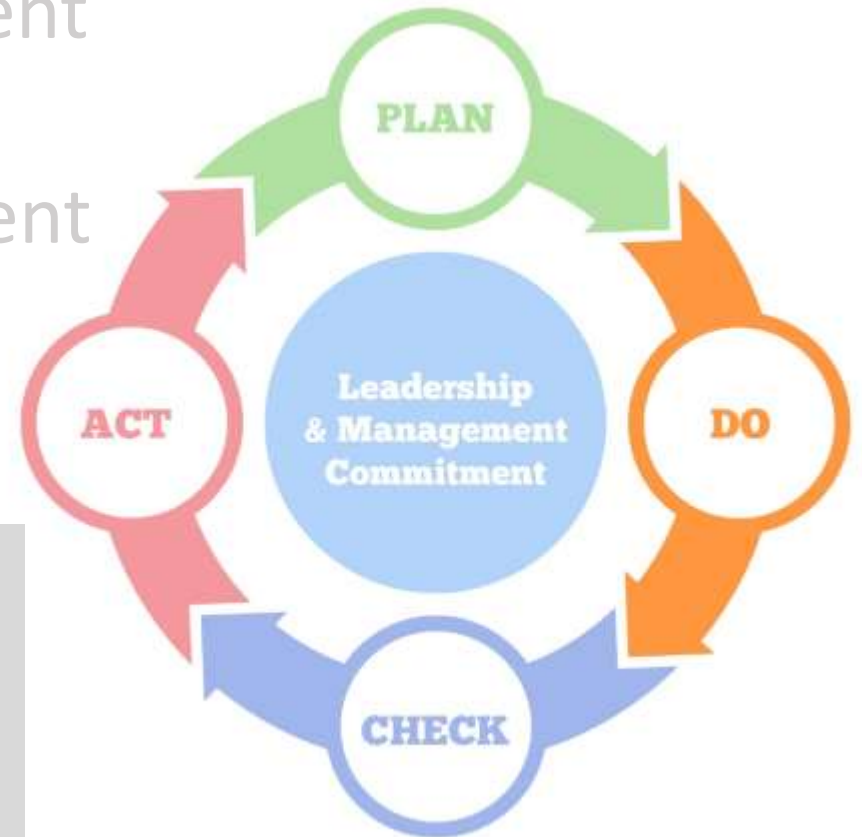 PLAN
ACT
Leadership
& Management
Commitment
DO
CHECK